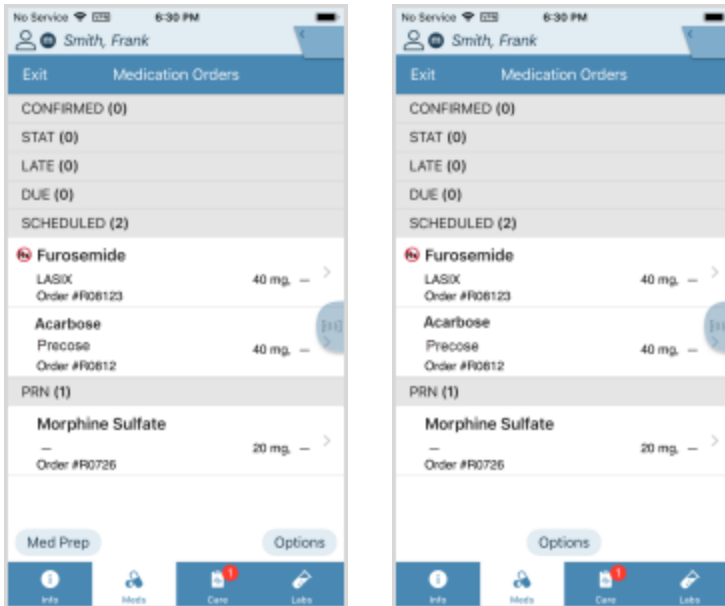 No Service 6:30 PM
Smith, Frank
Exit Medication Orders
CONFIRMED (0)
STAT (0)
LATE (0)
DUE (0)
SCHEDULED (2)
Furosemide
LASIX 40 mg, —
Order #R08123
Acarbose
Precose 40 mg, —
Order #R0812
PRN (1)
Morphine Sulfate
— 20 mg, —
Order #R0726
Med Prep Options
1
Info Meds Care Labs
No Service 6:30 PM
Smith, Frank
Exit Medication Orders
CONFIRMED (0)
STAT (0)
LATE (0)
DUE (0)
SCHEDULED (2)
Furosemide
LASIX 40 mg, —
Order #R08123
Acarbose
Precose 40 mg, —
Order #R0812
PRN (1)
Morphine Sulfate
— 20 mg, —
Order #R0726
Options
1
Info Meds Care Labs